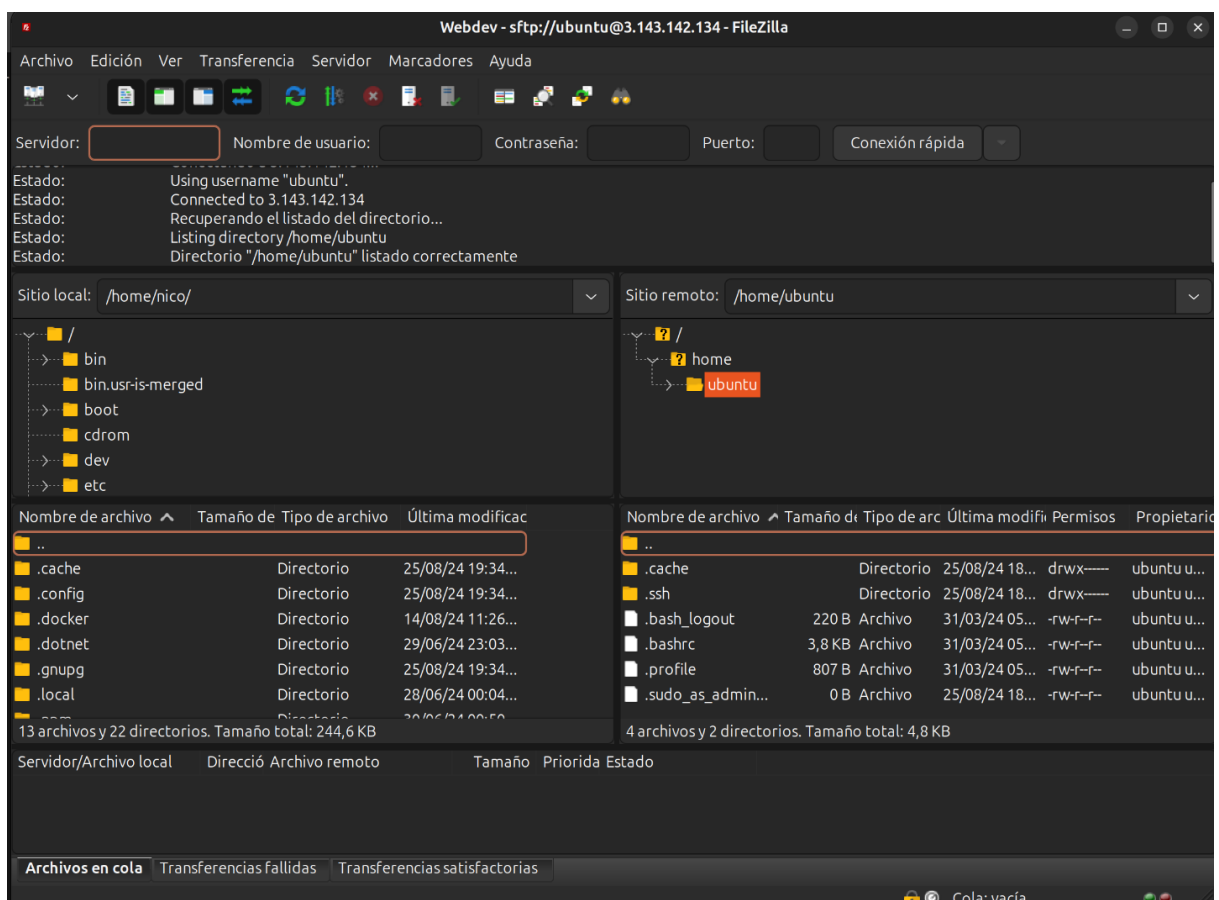 Webdev - sftp://ubuntu@3.143.142.134 - FileZilla
Archivo Edición Ver Transferencia Servidor Marcadores Ayuda
Servidor: Nombre de usuario: Contraseña: Puerto: Conexión rápida
Estado: Using username "ubuntu".
Estado: Connected to 3.143.142.134
Estado: Recuperando el listado del directorio...
Estado: Listing directory /home/ubuntu
Estado: Directorio "/home/ubuntu" listado correctamente
Sitio local: /home/nico/
/
bin
bin.usr-is-merged
boot
cdrom
dev
etc
Sitio remoto: /home/ubuntu
/
home
ubuntu
Nombre de archivo Tamaño de Tipo de archivo Última modificac
..
.cache Directorio 25/08/24 19:34...
.config Directorio 25/08/24 19:34...
.docker Directorio 14/08/24 11:26...
.dotnet Directorio 29/06/24 23:03...
.gnupg Directorio 25/08/24 19:34...
.local Directorio 28/06/24 00:04...
13 archivos y 22 directorios. Tamaño total: 244,6 KB
Nombre de archivo Tamaño de Tipo de arc Última modifi Permisos Propietario
..
.cache Directorio 25/08/24 18... drwx------ ubuntu u...
.ssh Directorio 25/08/24 18... drwx------ ubuntu u...
.bash_logout 220 B Archivo 31/03/24 05... -rw-r--r-- ubuntu u...
.bashrc 3,8 KB Archivo 31/03/24 05... -rw-r--r-- ubuntu u...
.profile 807 B Archivo 31/03/24 05... -rw-r--r-- ubuntu u...
.sudo_as_admin... 0 B Archivo 25/08/24 18... -rw-r--r-- ubuntu u...
4 archivos y 2 directorios. Tamaño total: 4,8 KB
Servidor/Archivo local Direcció Archivo remoto Tamaño Priorida Estado
Archivos en cola Transferencias fallidas Transferencias satisfactorias
Cola: vacía